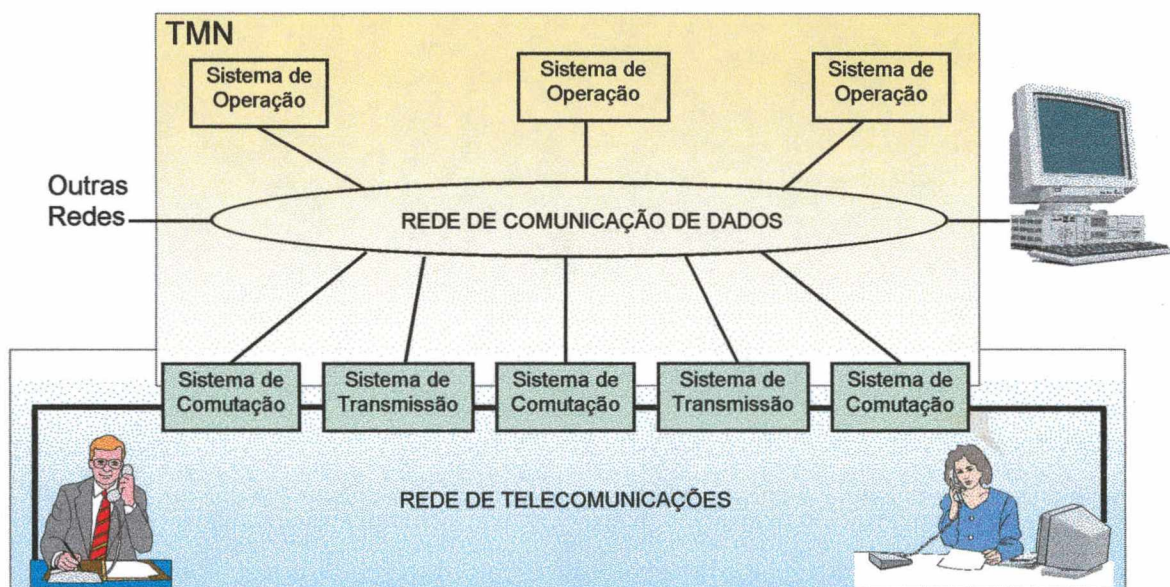 TMN
Sistema de
Operação
Sistema de
Operação
Sistema de
Operação
Outras
Redes
REDE DE COMUNICAÇÃO DE DADOS
Sistema de
Comutação
Sistema de
Transmissão
Sistema de
Comutação
Sistema de
Transmissão
Sistema de
Comutação
REDE DE TELECOMUNICAÇÕES